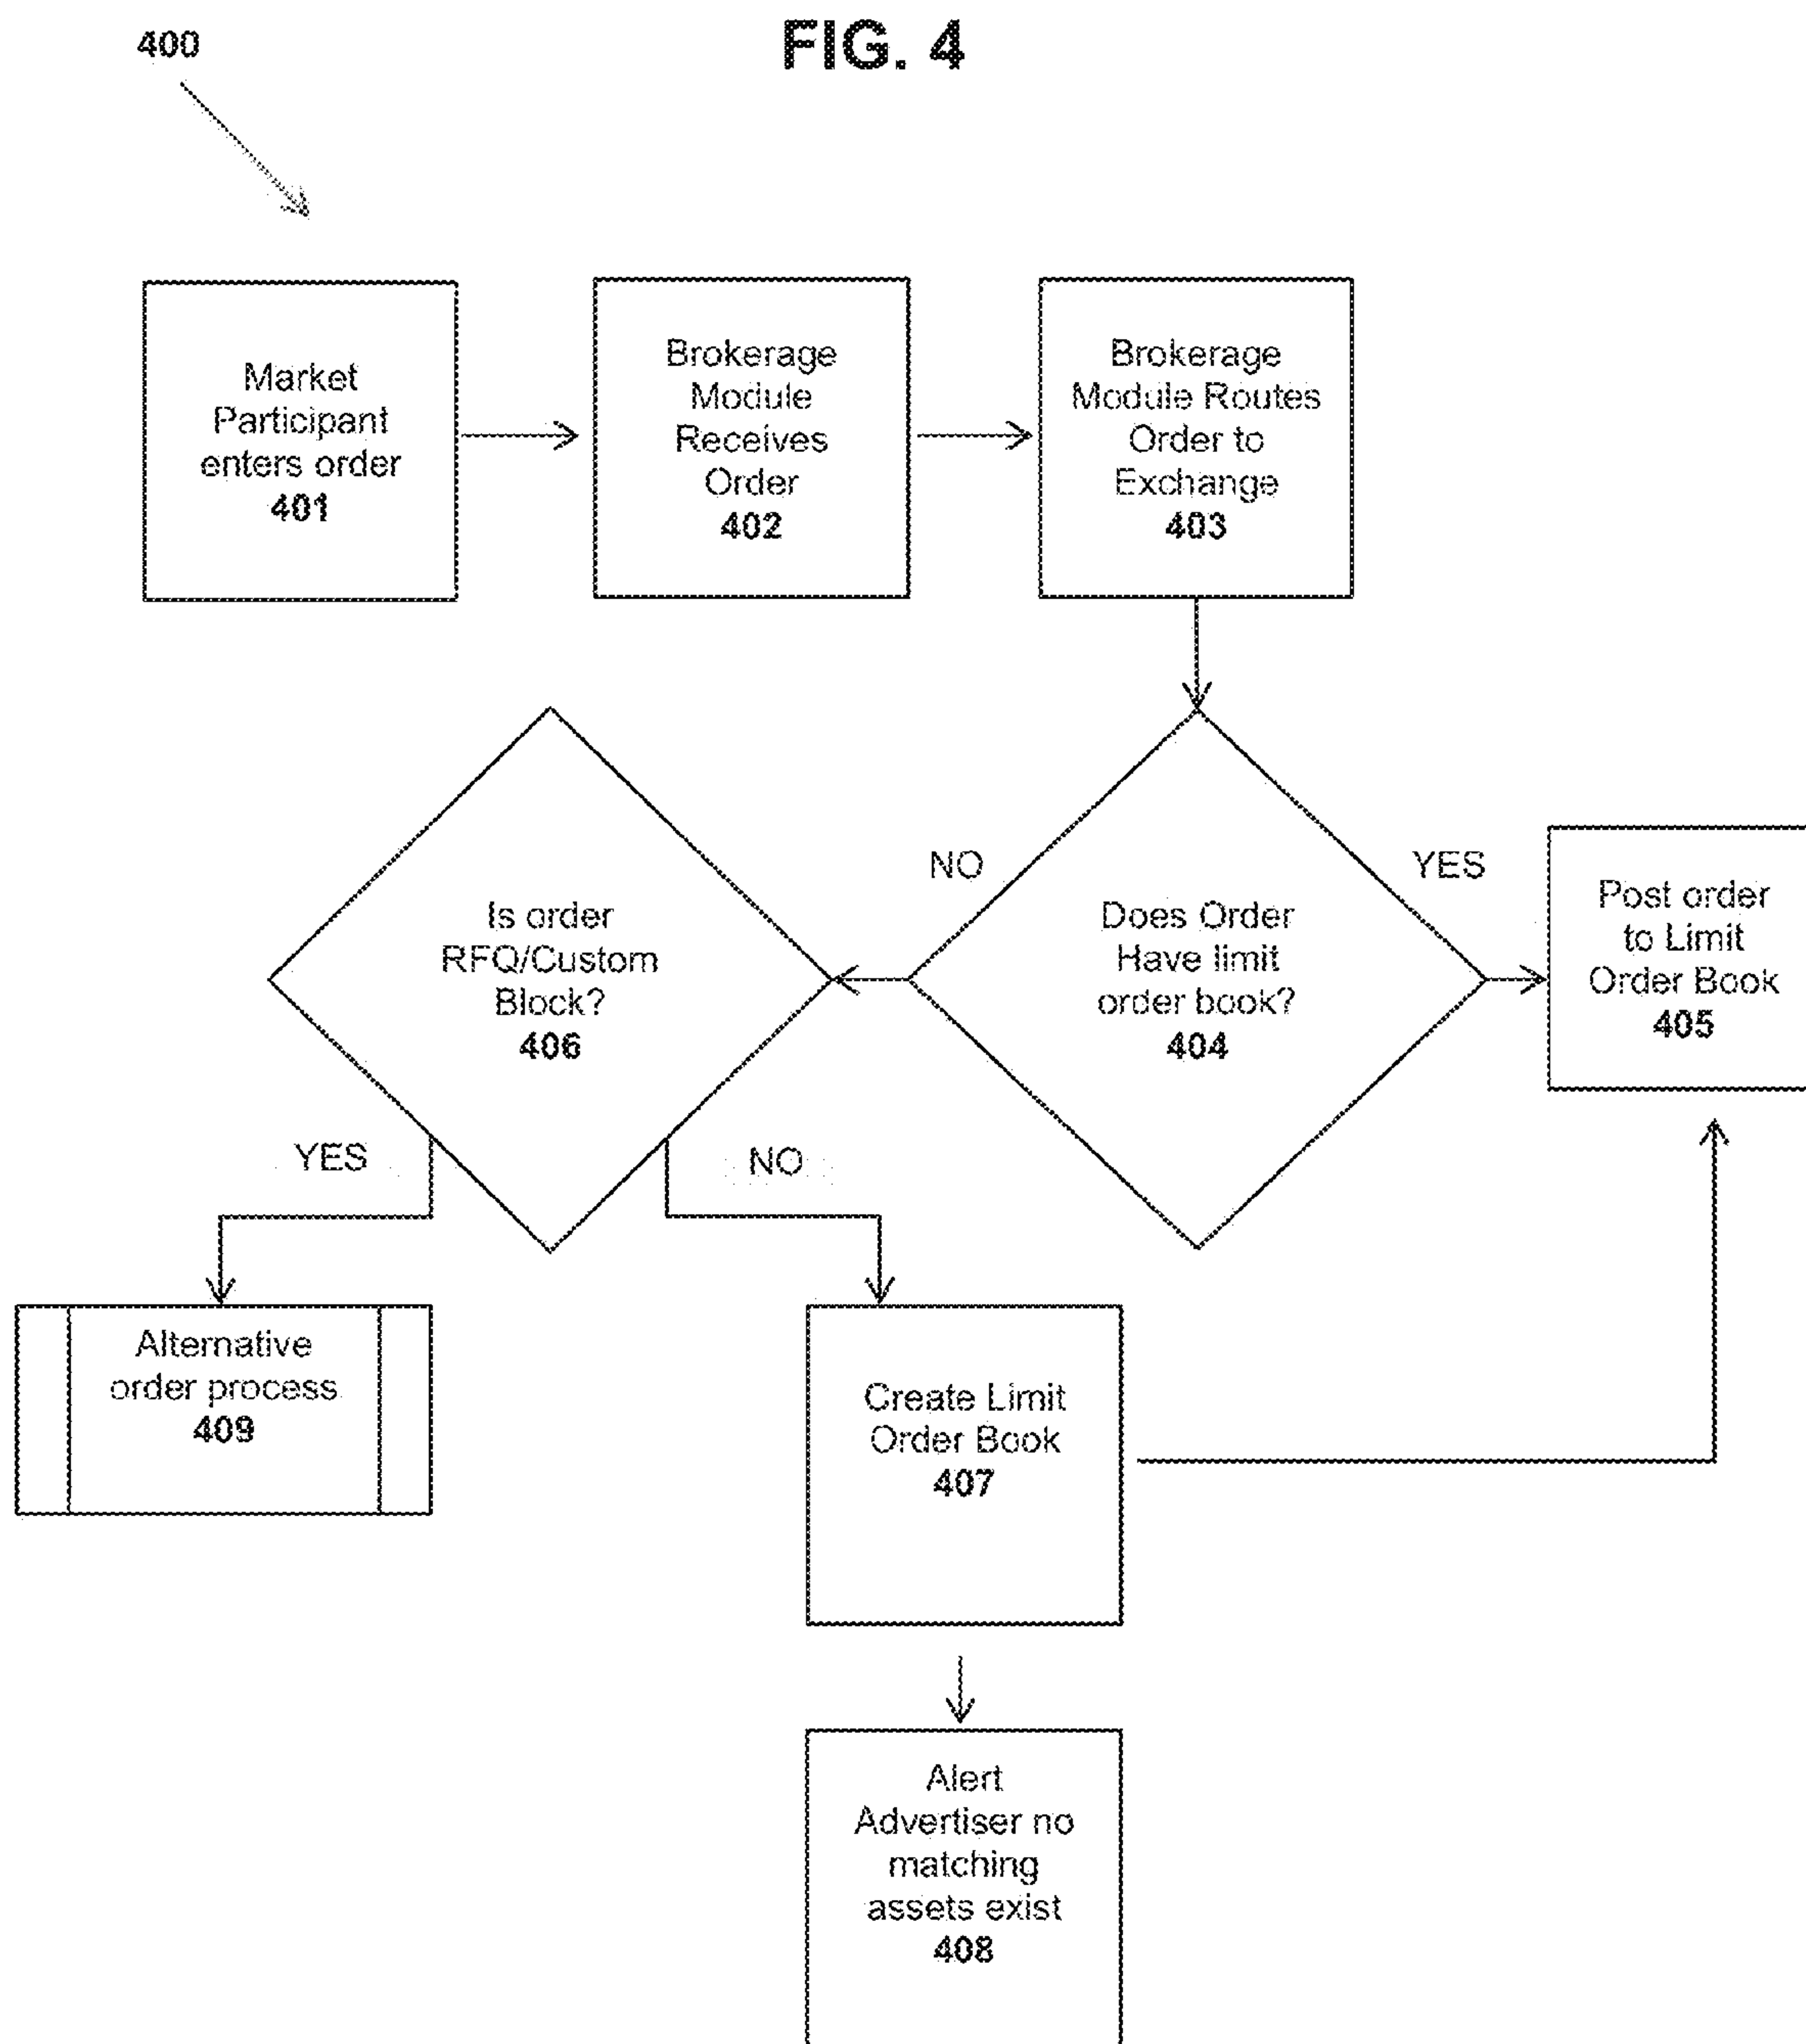 FIG. 4
400
Market
Participant
enters order
401
Brokerage
Module
Receives
Order
402
Brokerage
Module Routes
Order to
Exchange
403
Is order
RFQ/Custom
Block?
406
NO
Does Order
Have limit
order book?
404
YES
Post order
to Limit
Order Book
405
YES
NO
Alternative
order process
409
Create Limit
Order Book
407
Alert
Advertiser no
matching
assets exist
408